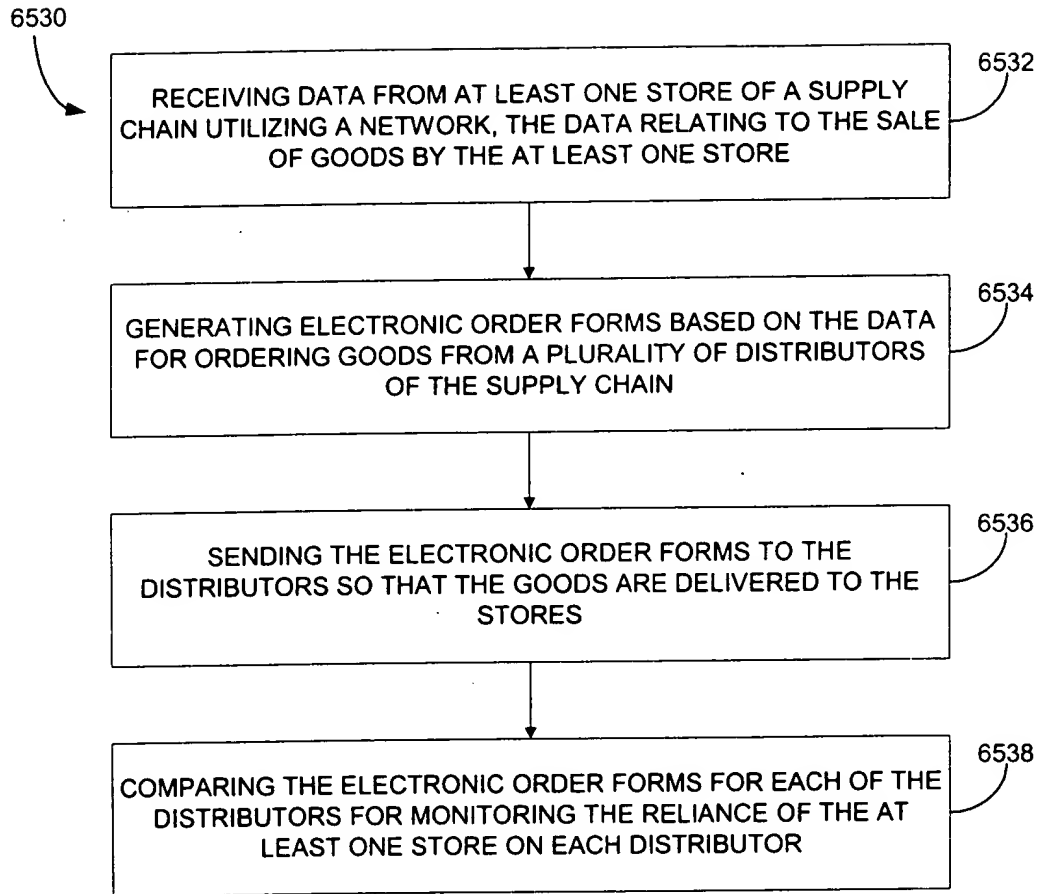 6530
6532
RECEIVING DATA FROM AT LEAST ONE STORE OF A SUPPLY
CHAIN UTILIZING A NETWORK, THE DATA RELATING TO THE SALE
OF GOODS BY THE AT LEAST ONE STORE
6534
GENERATING ELECTRONIC ORDER FORMS BASED ON THE DATA
FOR ORDERING GOODS FROM A PLURALITY OF DISTRIBUTORS
OF THE SUPPLY CHAIN
6536
SENDING THE ELECTRONIC ORDER FORMS TO THE
DISTRIBUTORS SO THAT THE GOODS ARE DELIVERED TO THE
STORES
6538
COMPARING THE ELECTRONIC ORDER FORMS FOR EACH OF THE
DISTRIBUTORS FOR MONITORING THE RELIANCE OF THE AT
LEAST ONE STORE ON EACH DISTRIBUTOR